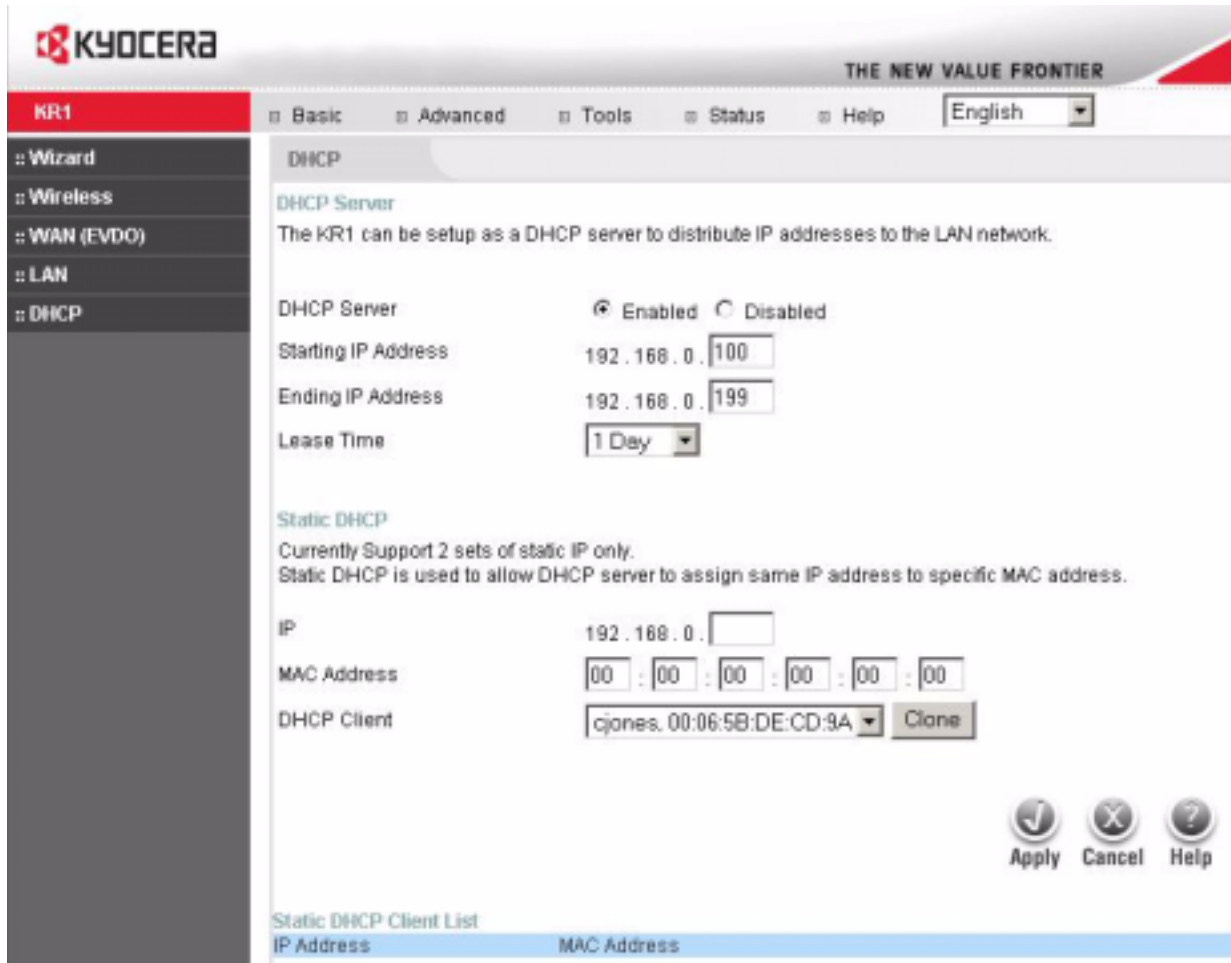 KYOCERA
THE NEW VALUE FRONTIER
KR1
Basic Advanced Tools Status Help English
:: Wizard
:: Wireless
:: WAN (EVDO)
:: LAN
:: DHCP
DHCP
DHCP Server
The KR1 can be setup as a DHCP server to distribute IP addresses to the LAN network.
DHCP Server Enabled Disabled
Starting IP Address 192.168.0.100
Ending IP Address 192.168.0.199
Lease Time 1 Day
Static DHCP
Currently Support 2 sets of static IP only.
Static DHCP is used to allow DHCP server to assign same IP address to specific MAC address.
IP 192.168.0.
MAC Address 00 : 00 : 00 : 00 : 00 : 00
DHCP Client cjones, 00:06:5B:DE:CD:9A Clone
Apply Cancel Help
Static DHCP Client List
IP Address MAC Address